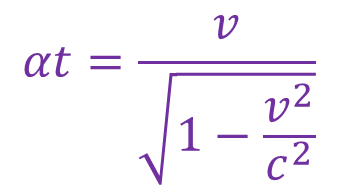 αt = v / √(1 − v²/c²)